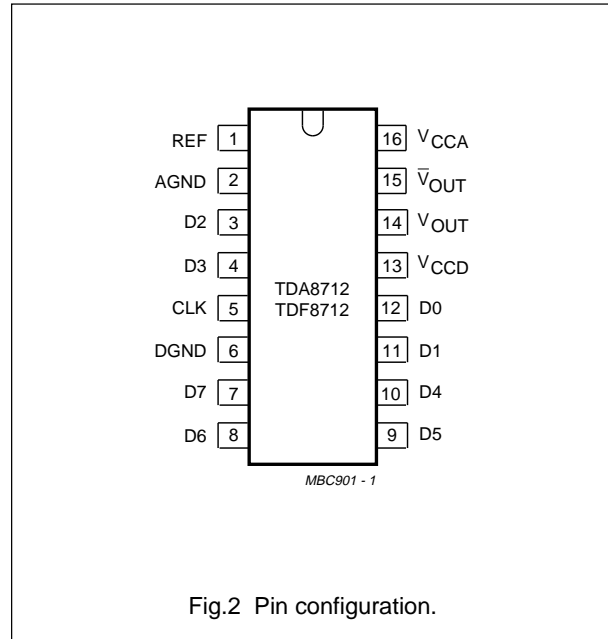 REF 1 16 VCCA
AGND 2 15 V̅OUT
D2 3 14 VOUT
D3 4 13 VCCD
TDA8712
TDF8712
CLK 5 12 D0
DGND 6 11 D1
D7 7 10 D4
D6 8 9 D5
MBC901 - 1
Fig.2 Pin configuration.